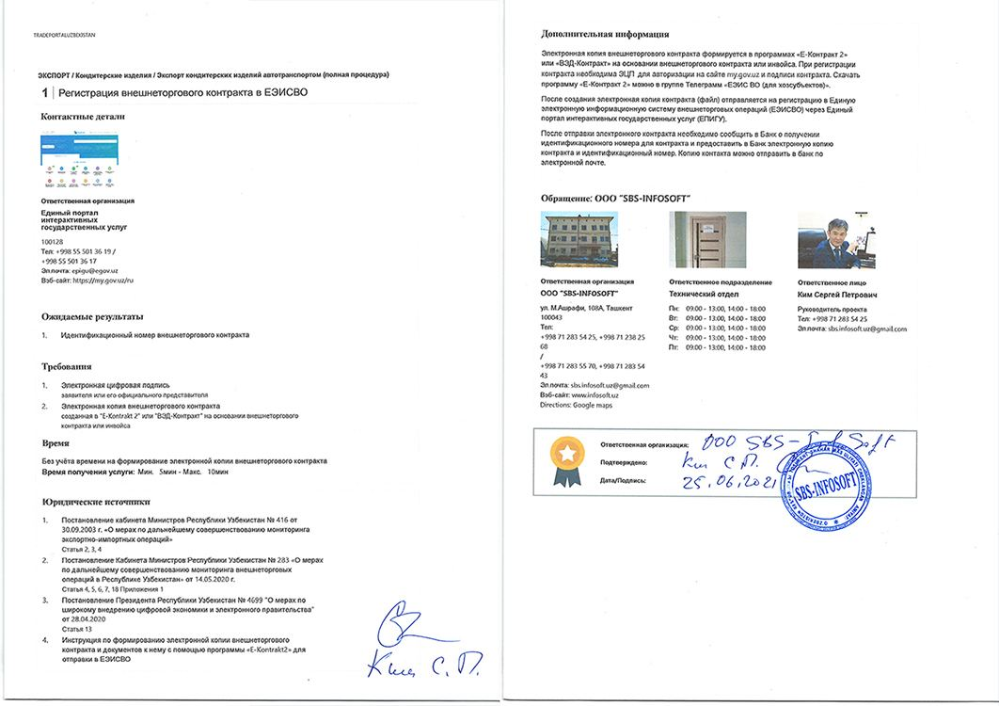 TRADEPORTALUZBEKISTAN
ЭКСПОРТ / Кондитерские изделия / Экспорт кондитерских изделий автотранспортом (полная процедура)
1 | Регистрация внешнеторгового контракта в ЕЭИСВО
Контактные детали
Ответственная организация
Единый портал
интерактивных
государственных услуг
100128
Тел: +998 55 501 36 19 /
+998 55 501 36 17
Эл.почта: epigu@egov.uz
Вэб-сайт: https://my.gov.uz/ru
Ожидаемые результаты
1. Идентификационный номер внешнеторгового контракта
Требования
1. Электронная цифровая подпись
заявителя или его официального представителя
2. Электронная копия внешнеторгового контракта
созданная в "E-Kontrakt 2" или "ВЭД-Контракт" на основании внешнеторгового
контракта или инвойса
Время
Без учёта времени на формирование электронной копии внешнеторгового контракта
Время получения услуги: Мин. 5мин - Макс. 10мин
Юридические источники
1. Постановление кабинета Министров Республики Узбекистан № 416 от
30.09.2003 г. «О мерах по дальнейшему совершенствованию мониторинга
экспортно-импортных операций»
Статья 2, 3, 4
2. Постановление Кабинета Министров Республики Узбекистан № 283 «О мерах
по дальнейшему совершенствованию мониторинга внешнеторговых
операций в Республике Узбекистан» от 14.05.2020 г.
Статья 4, 5, 6, 7, 18 Приложения 1
3. Постановление Президента Республики Узбекистан № 4699 "О мерах по
широкому внедрению цифровой экономики и электронного правительства"
от 28.04.2020
Статья 13
4. Инструкция по формированию электронной копии внешнеторгового
контракта и документов к нему с помощью программы «E-Kontrakt2» для
отправки в ЕЭИСВО
Ким С.П.
Дополнительная информация
Электронная копия внешнеторгового контракта формируется в программах «Е-Контракт 2»
или «ВЭД-Контракт» на основании внешнеторгового контракта или инвойса. При регистрации
контракта необходима ЭЦП для авторизации на сайте my.gov.uz и подписи контракта. Скачать
программу «Е-Контракт 2» можно в группе Телеграмм «ЕЭИС ВО (для хозсубъектов)».
После создания электронная копия контракта (файл) отправляется на регистрацию в Единую
электронную информационную систему внешнеторговых операций (ЕЭИСВО) через Единый
портал интерактивных государственных услуг (ЕПИГУ).
После отправки электронного контракта необходимо сообщить в Банк о получении
идентификационного номера для контракта и предоставить в Банк электронную копию
контракта и идентификационный номер. Копию контакта можно отправить в банк по
электронной почте.
Обращение: ООО "SBS-INFOSOFT"
Ответственная организация
ООО "SBS-INFOSOFT"
ул. М.Ашрафи, 108А, Ташкент
100043
Тел:
+998 71 283 54 25, +998 71 238 25
68
/
+998 71 283 55 70, +998 71 283 54
43
Эл.почта: sbs.infosoft.uz@gmail.com
Вэб-сайт: www.infosoft.uz
Directions: Google maps
Ответственное подразделение
Технический отдел
Пн: 09:00 - 13:00, 14:00 - 18:00
Вт: 09:00 - 13:00, 14:00 - 18:00
Ср: 09:00 - 13:00, 14:00 - 18:00
Чт: 09:00 - 13:00, 14:00 - 18:00
Пт: 09:00 - 13:00, 14:00 - 18:00
Ответственное лицо
Ким Сергей Петрович
Руководитель проекта
Тел: +998 71 283 54 25
Эл.почта: sbs.infosoft.uz@gmail.com
Ответственная организация: ООО SBS-InfoSoft
Подтверждено: Ким С.П.
Дата/Подпись: 25.06.2021
SBS-INFOSOFT